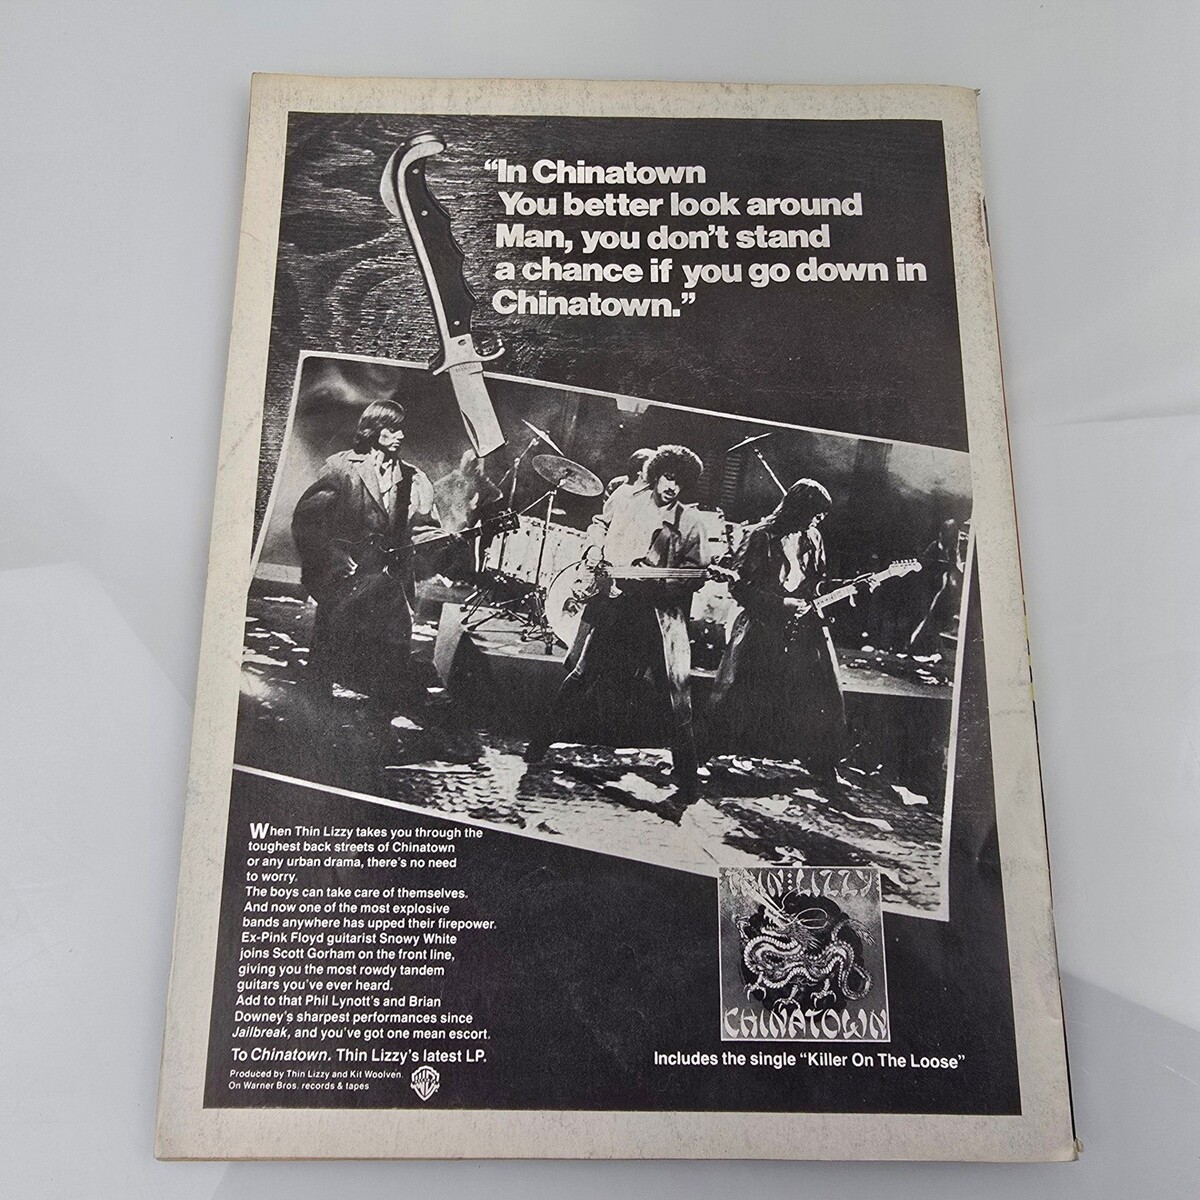 “In Chinatown
You better look around
Man, you don’t stand
a chance if you go down in
Chinatown.”
When Thin Lizzy takes you through the
toughest back streets of Chinatown
or any urban drama, there’s no need
to worry.
The boys can take care of themselves.
And now one of the most explosive
bands anywhere has upped their firepower.
Ex-Pink Floyd guitarist Snowy White
joins Scott Gorham on the front line,
giving you the most rowdy tandem
guitars you’ve ever heard.
Add to that Phil Lynott’s and Brian
Downey’s sharpest performances since
Jailbreak, and you’ve got one mean escort.
To Chinatown. Thin Lizzy’s latest LP.
Produced by Thin Lizzy and Kit Woolven.
On Warner Bros. records & tapes
THIN LIZZY
CHINATOWN
Includes the single “Killer On The Loose”